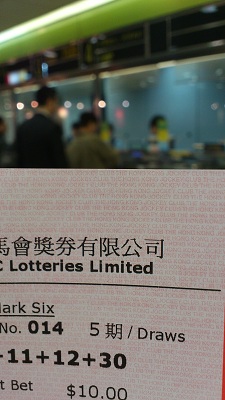 馬會獎券有限公司
C Lotteries Limited
Mark Six
No. 014 5 期 / Draws
+11+12+30
t Bet $10.00